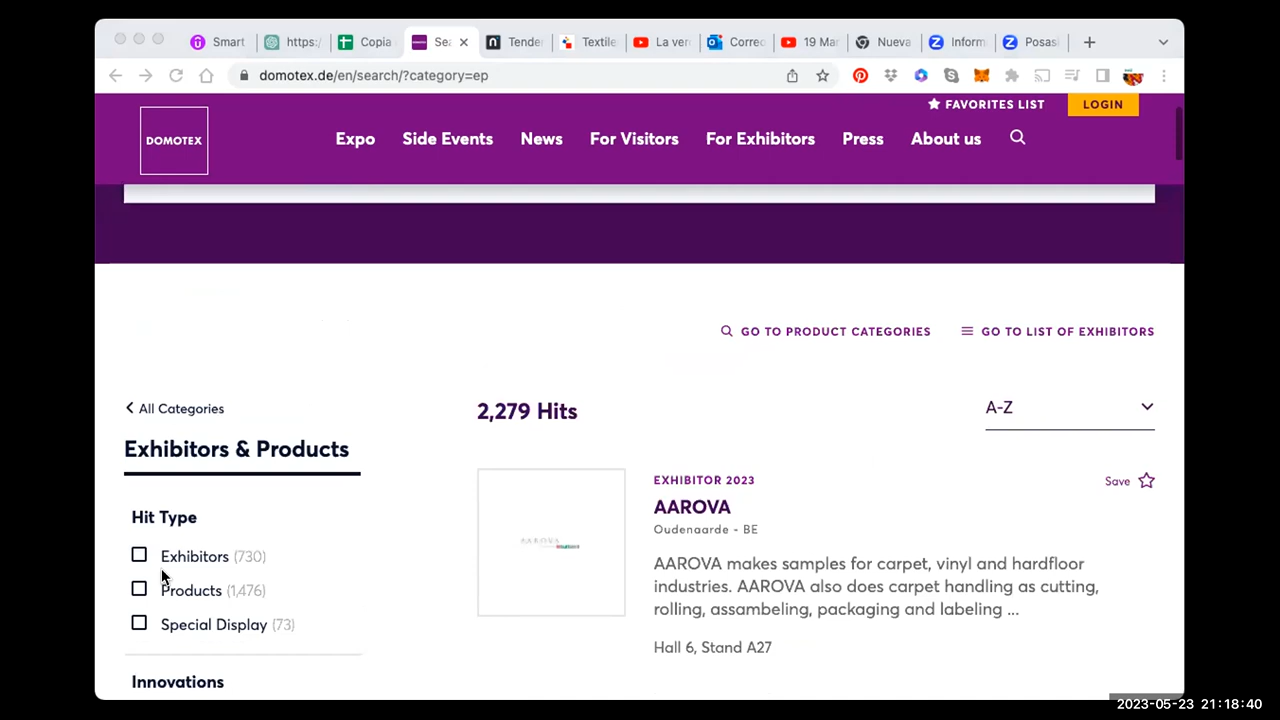 Smart
https:
Copia
Sea
Tender
Textile
La ver
Correo
19 Mar
Nueva
Inform
Posas
domotex.de/en/search/?category=ep
FAVORITES LIST
LOGIN
DOMOTEX
Expo
Side Events
News
For Visitors
For Exhibitors
Press
About us
GO TO PRODUCT CATEGORIES
GO TO LIST OF EXHIBITORS
All Categories
2,279 Hits
A-Z
Exhibitors & Products
EXHIBITOR 2023
Save
AAROVA
Oudenaarde - BE
Hit Type
Exhibitors (730)
Products (1,476)
Special Display (73)
AAROVA makes samples for carpet, vinyl and hardfloor
industries. AAROVA also does carpet handling as cutting,
rolling, assambeling, packaging and labeling ...
Hall 6, Stand A27
Innovations
2023-05-23 21:18:40